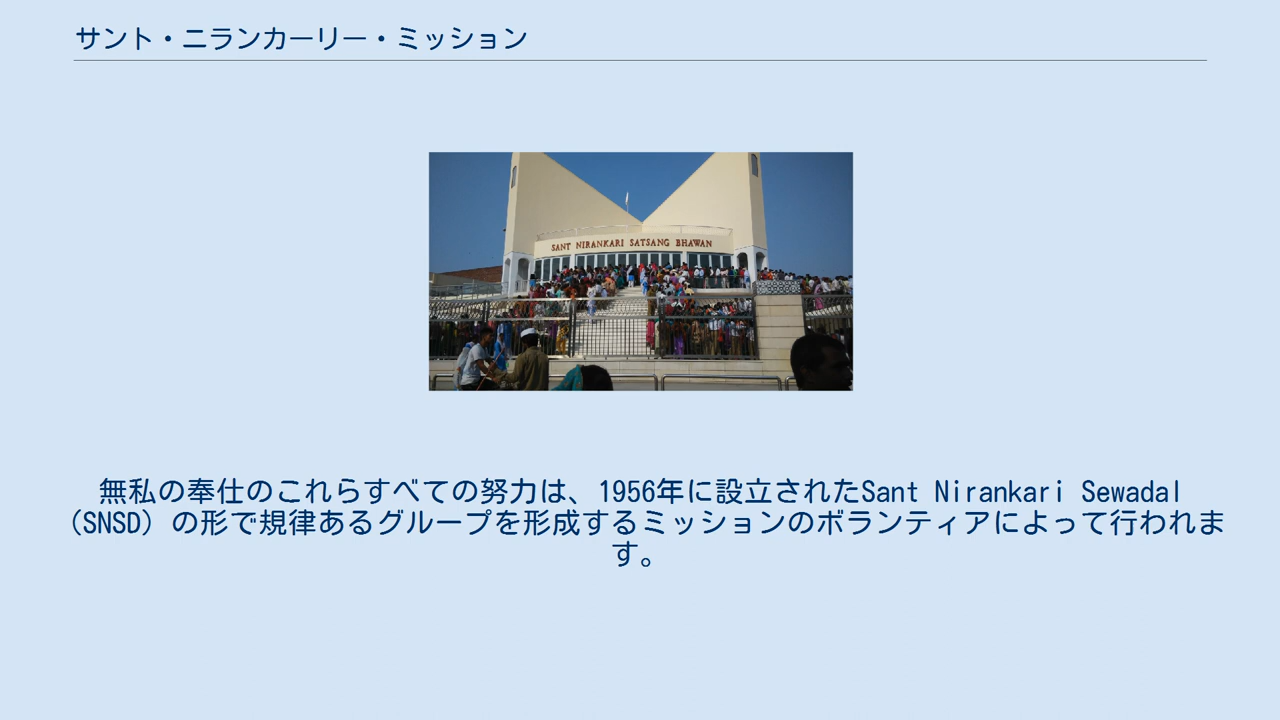 サント・ニランカーリー・ミッション
SANT NIRANKARI SATSANG BHAWAN
無私の奉仕のこれらすべての努力は、1956年に設立されたSant Nirankari Sewadal
(SNSD) の形で規律あるグループを形成するミッションのボランティアによって行われま
す。